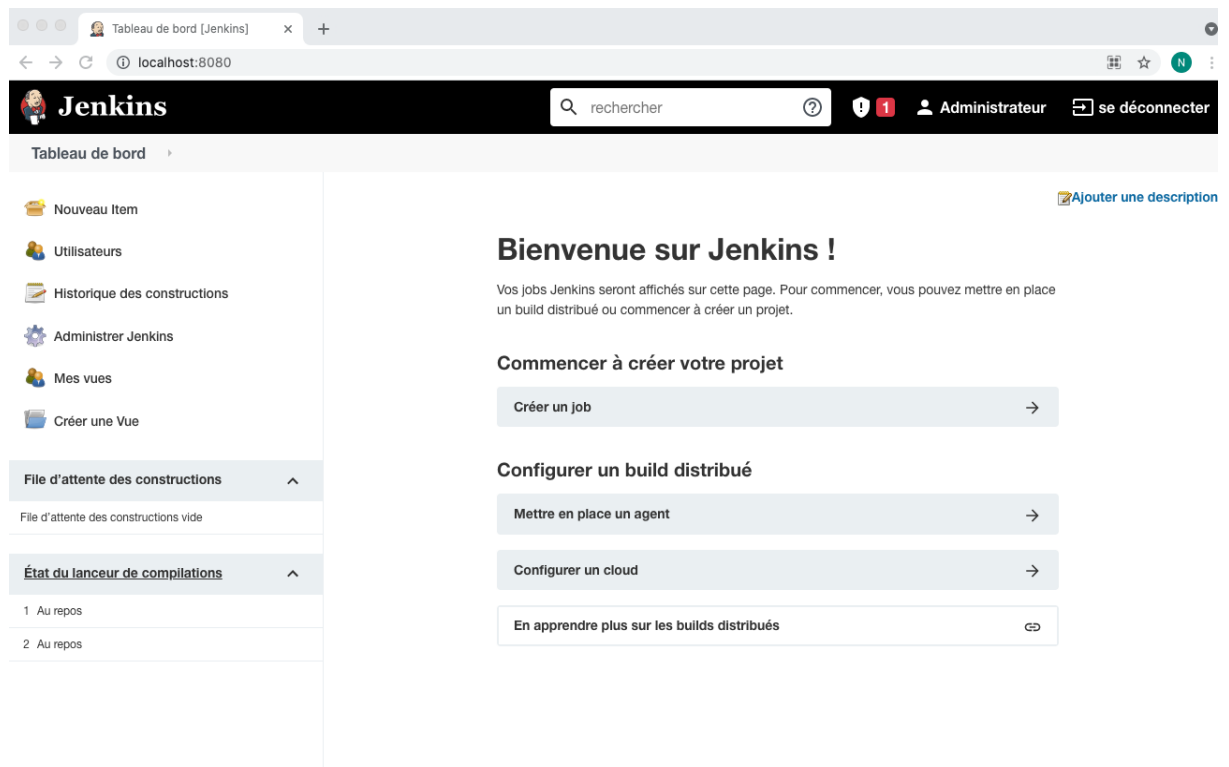 Tableau de bord [Jenkins]
localhost:8080
N
Jenkins
rechercher
1
Administrateur
se déconnecter
Tableau de bord
Ajouter une description
Nouveau Item
Utilisateurs
Historique des constructions
Administrer Jenkins
Mes vues
Créer une Vue
File d'attente des constructions
File d'attente des constructions vide
État du lanceur de compilations
1 Au repos
2 Au repos
Bienvenue sur Jenkins !
Vos jobs Jenkins seront affichés sur cette page. Pour commencer, vous pouvez mettre en place
un build distribué ou commencer à créer un projet.
Commencer à créer votre projet
Créer un job
Configurer un build distribué
Mettre en place un agent
Configurer un cloud
En apprendre plus sur les builds distribués